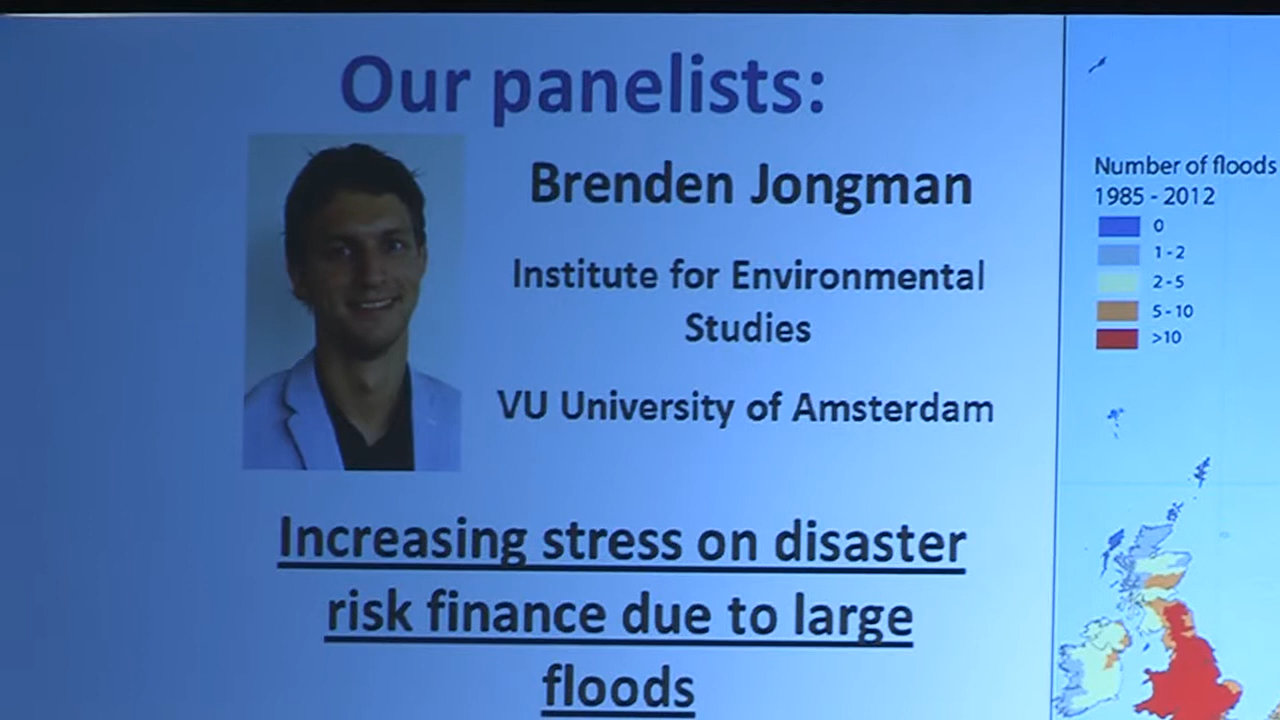 Our panelists:
Brenden Jongman
Institute for Environmental
Studies
VU University of Amsterdam
Increasing stress on disaster
risk finance due to large
floods
Number of floods
1985 - 2012
0
1-2
2-5
5-10
>10